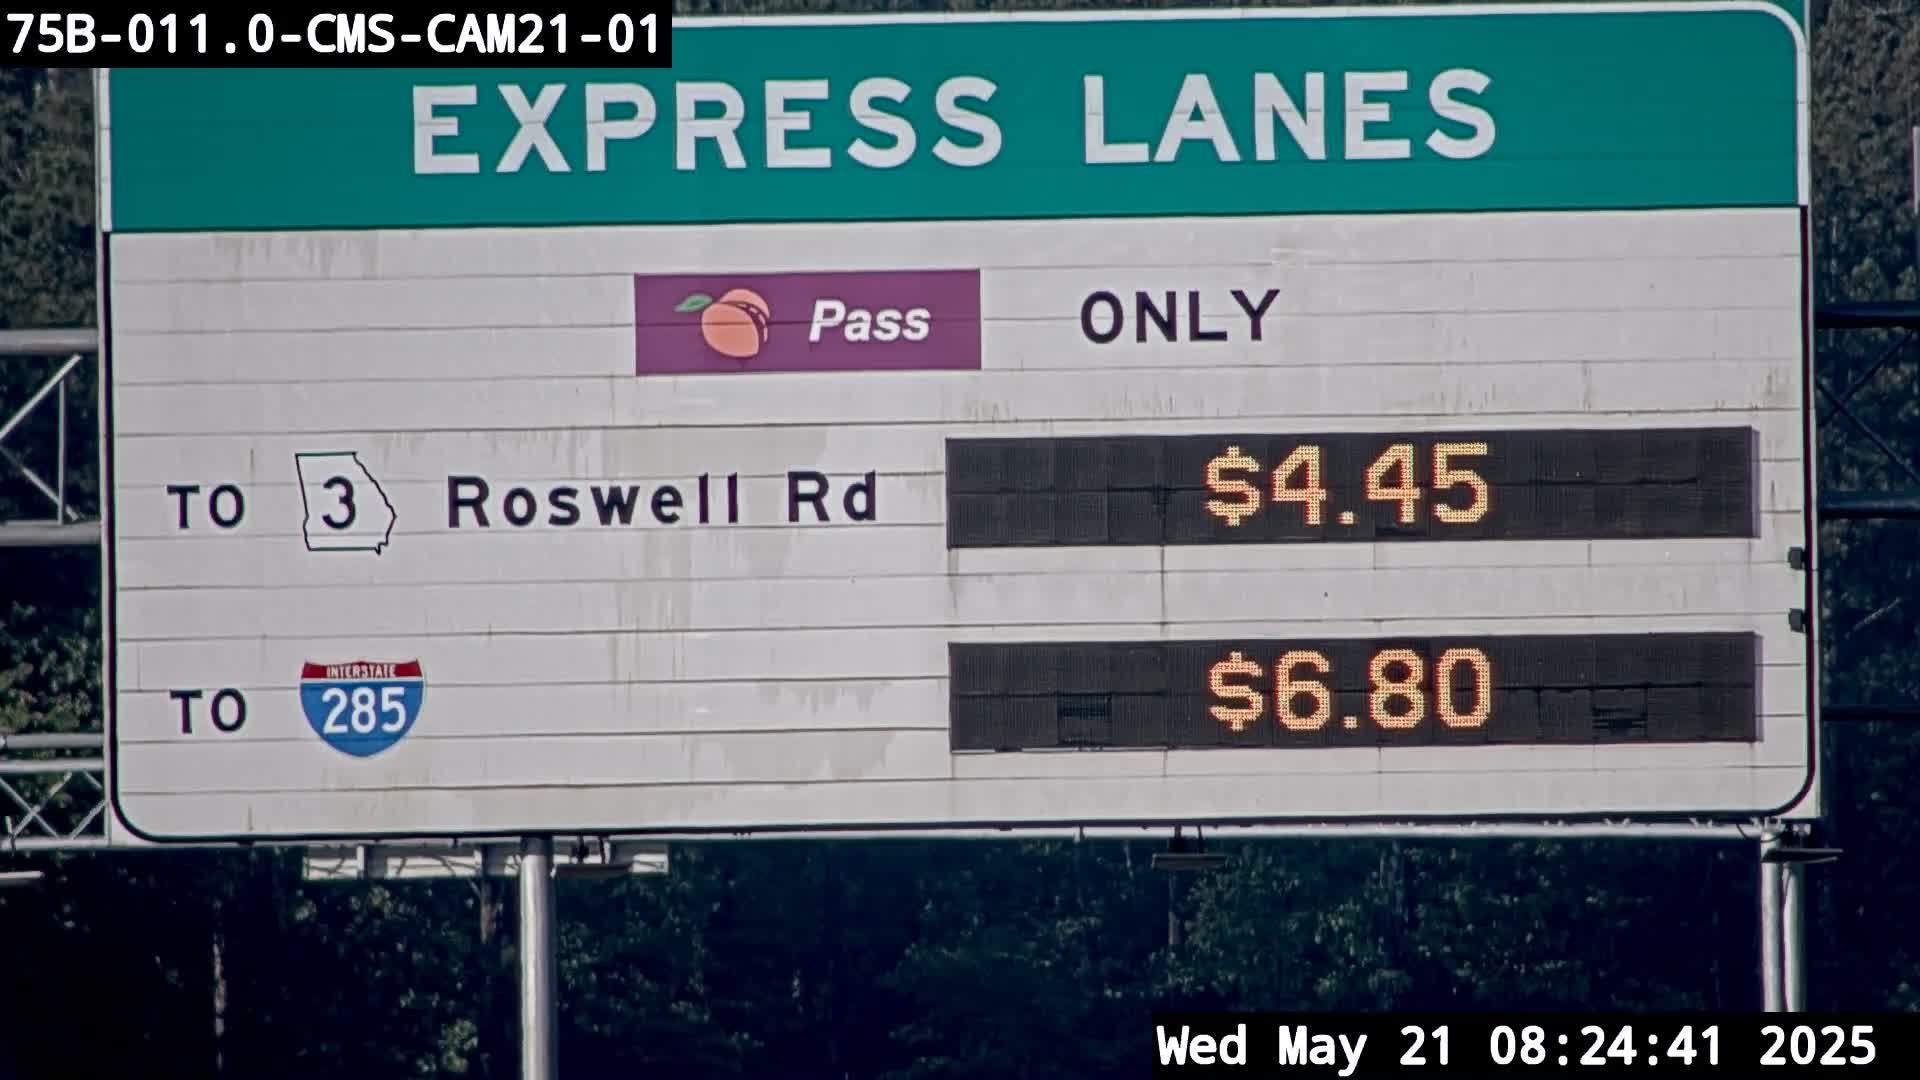 75B-011.0-CMS-CAM21-01
EXPRESS LANES
Pass ONLY
TO 3 Roswell Rd $4.45
INTERSTATE
TO 285 $6.80
Wed May 21 08:24:41 2025